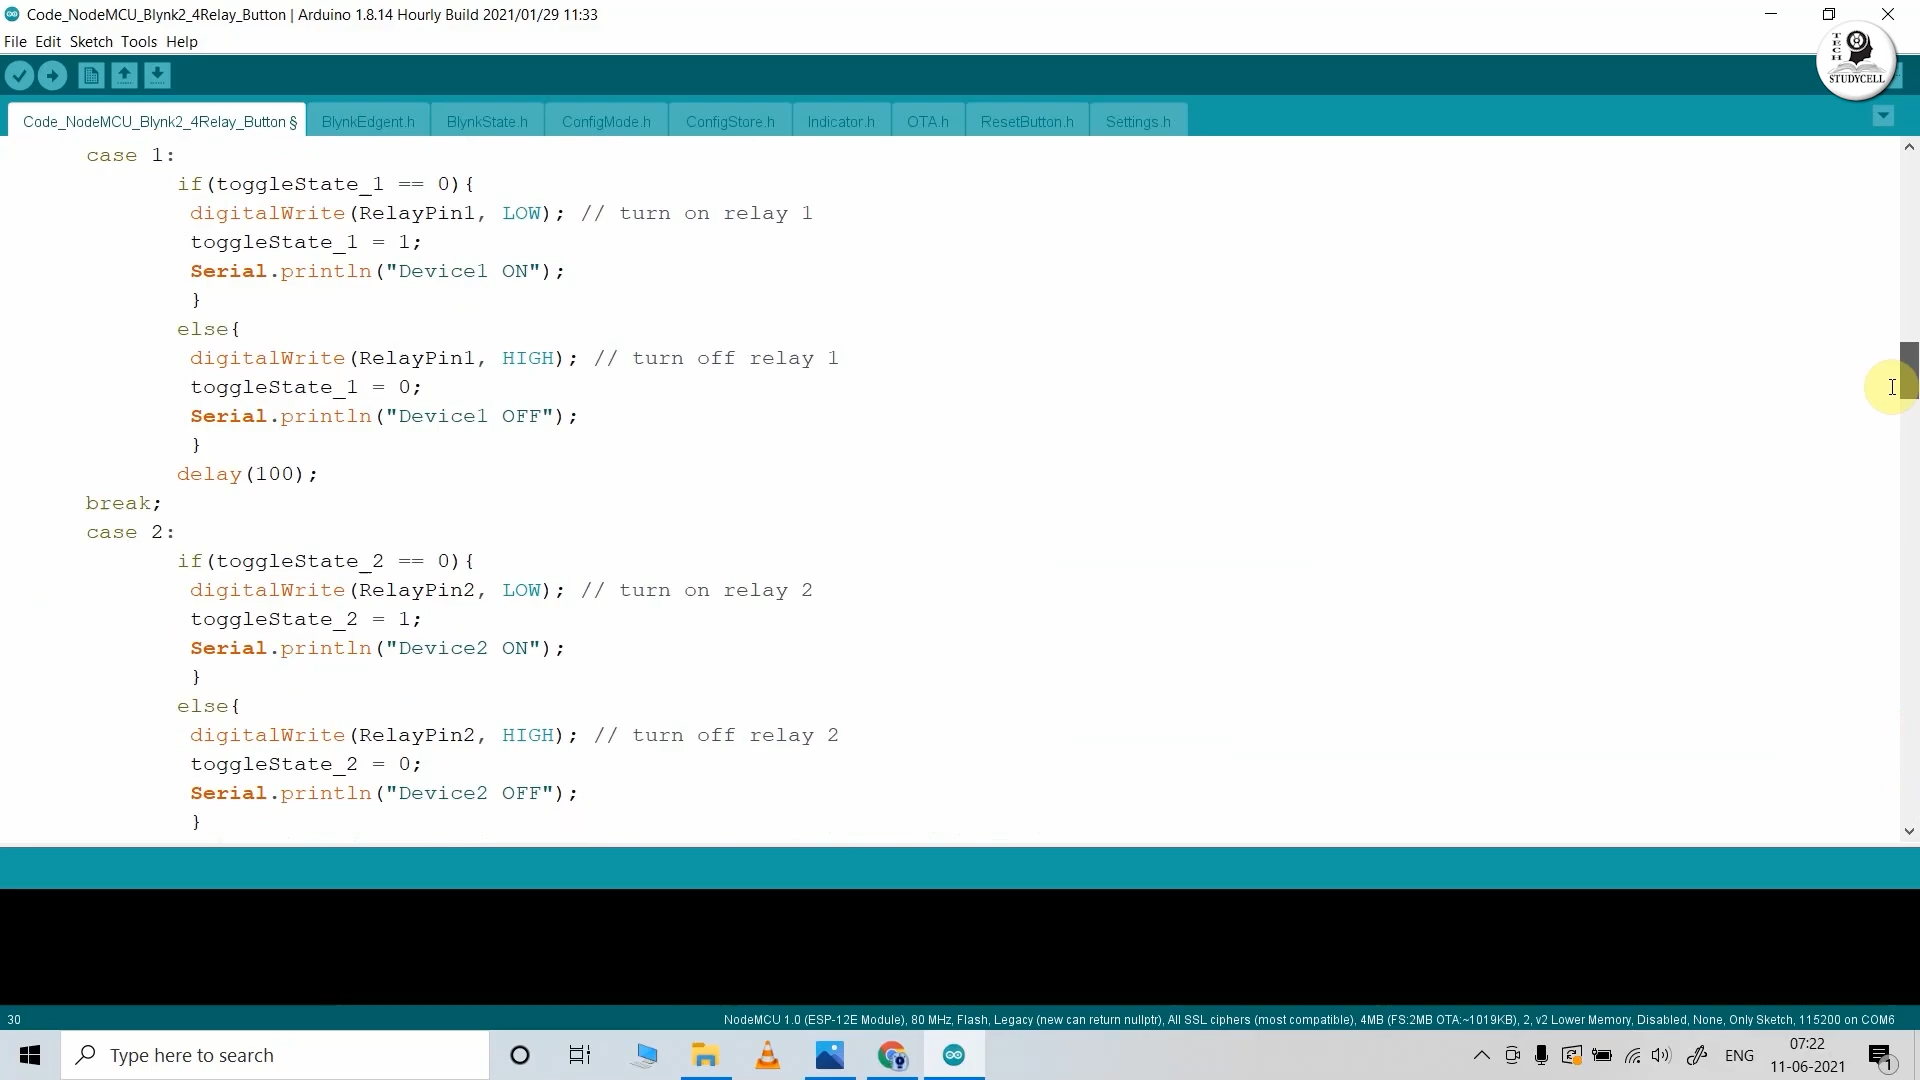 Code_NodeMCU_Blynk2_4Relay_Button | Arduino 1.8.14 Hourly Build 2021/01/29 11:33
File Edit Sketch Tools Help
TECH
STUDYCELL
Code_NodeMCU_Blynk2_4Relay_Button § BlynkEdgent.h BlynkState.h ConfigMode.h ConfigStore.h Indicator.h OTA.h ResetButton.h Settings.h
case 1:
if(toggleState_1 == 0){
digitalWrite(RelayPin1, LOW); // turn on relay 1
toggleState_1 = 1;
Serial.println("Device1 ON");
}
else{
digitalWrite(RelayPin1, HIGH); // turn off relay 1
toggleState_1 = 0;
Serial.println("Device1 OFF");
}
delay(100);
break;
case 2:
if(toggleState_2 == 0){
digitalWrite(RelayPin2, LOW); // turn on relay 2
toggleState_2 = 1;
Serial.println("Device2 ON");
}
else{
digitalWrite(RelayPin2, HIGH); // turn off relay 2
toggleState_2 = 0;
Serial.println("Device2 OFF");
}
30
NodeMCU 1.0 (ESP-12E Module), 80 MHz, Flash, Legacy (new can return nullptr), All SSL ciphers (most compatible), 4MB (FS:2MB OTA:~1019KB), 2, v2 Lower Memory, Disabled, None, Only Sketch, 115200 on COM6
Type here to search
ENG
07:22
11-06-2021
1